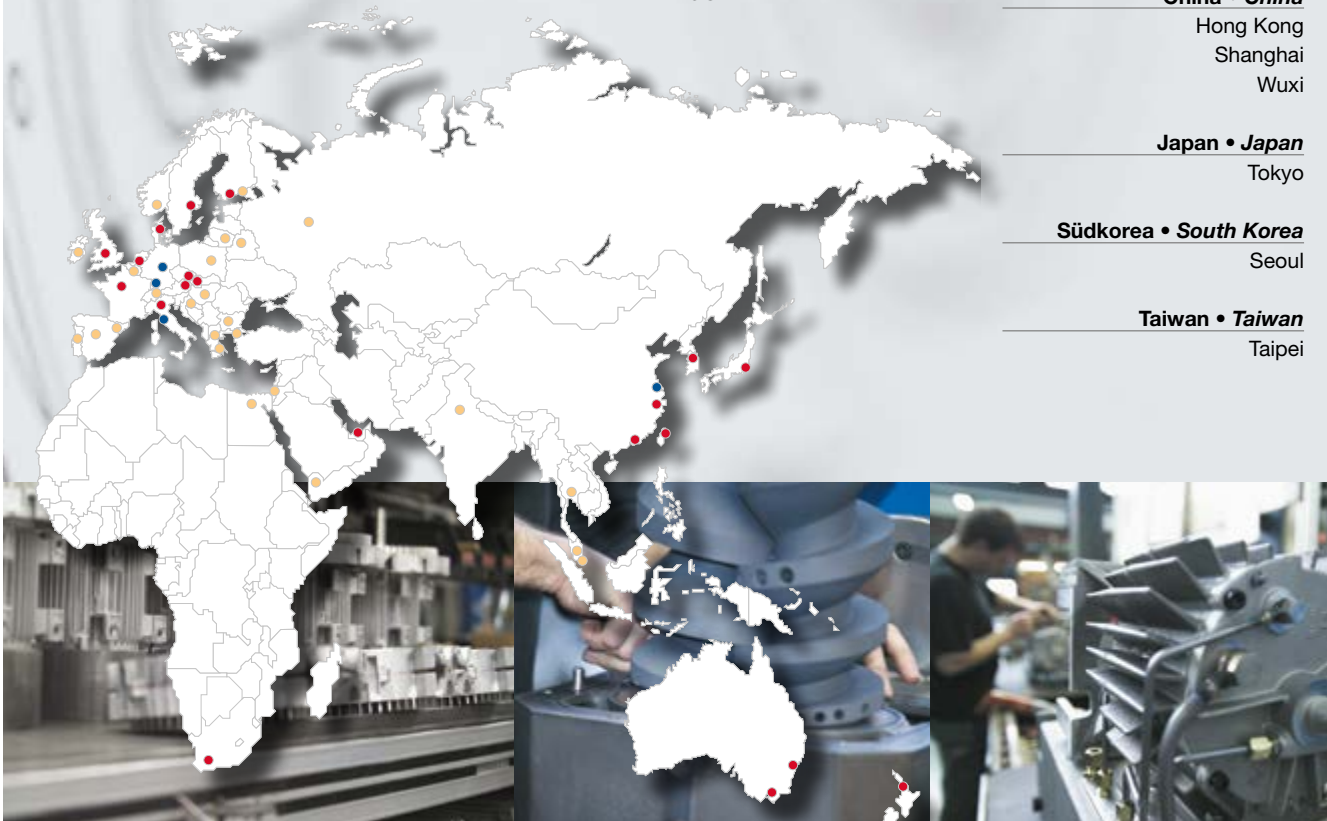 China • China
Hong Kong
Shanghai
Wuxi
Japan • Japan
Tokyo
Südkorea • South Korea
Seoul
Taiwan • Taiwan
Taipei